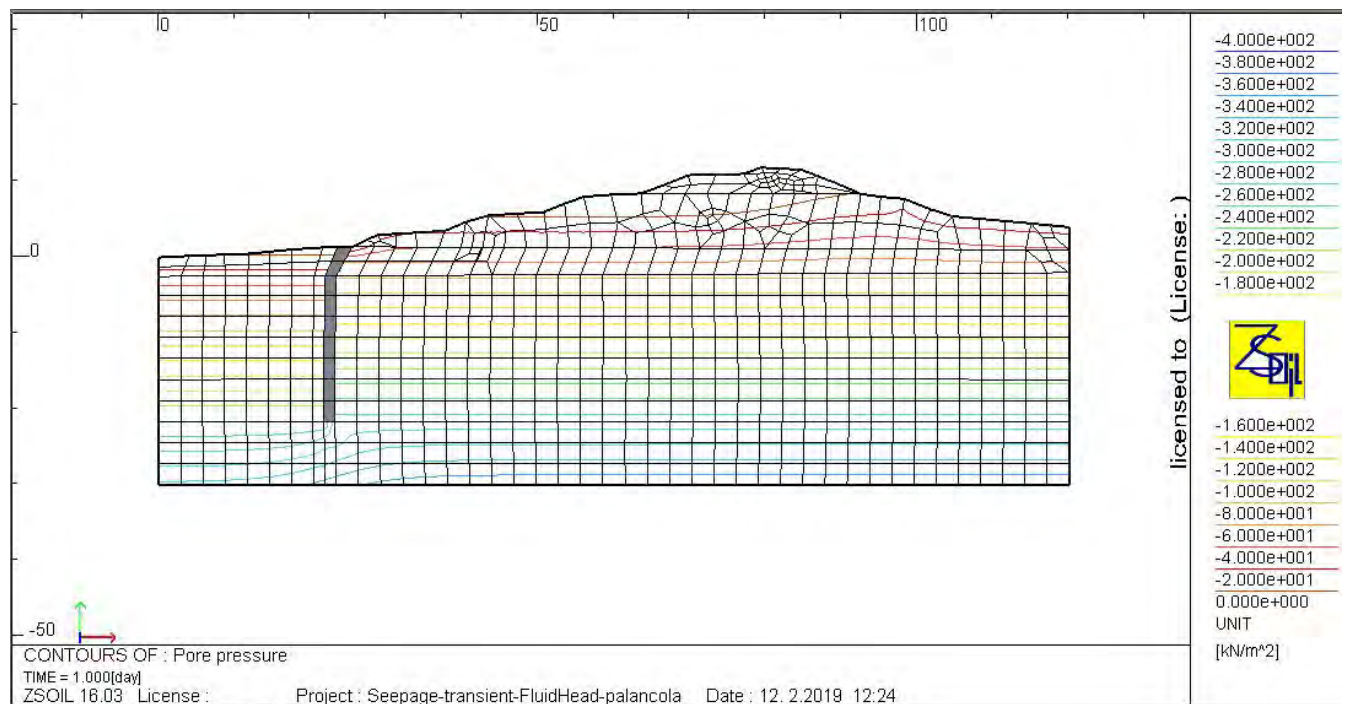 0
50
100
0
-50
-4.000e+002
-3.800e+002
-3.600e+002
-3.400e+002
-3.200e+002
-3.000e+002
-2.800e+002
-2.600e+002
-2.400e+002
-2.200e+002
-2.000e+002
-1.800e+002
licensed to (License: )
ZSOIL
-1.600e+002
-1.400e+002
-1.200e+002
-1.000e+002
-8.000e+001
-6.000e+001
-4.000e+001
-2.000e+001
0.000e+000
UNIT
[kN/m^2]
CONTOURS OF : Pore pressure
TIME = 1.000[day]
ZSOIL 16.03 License : Project : Seepage-transient-FluidHead-palancola Date : 12. 2.2019 12:24